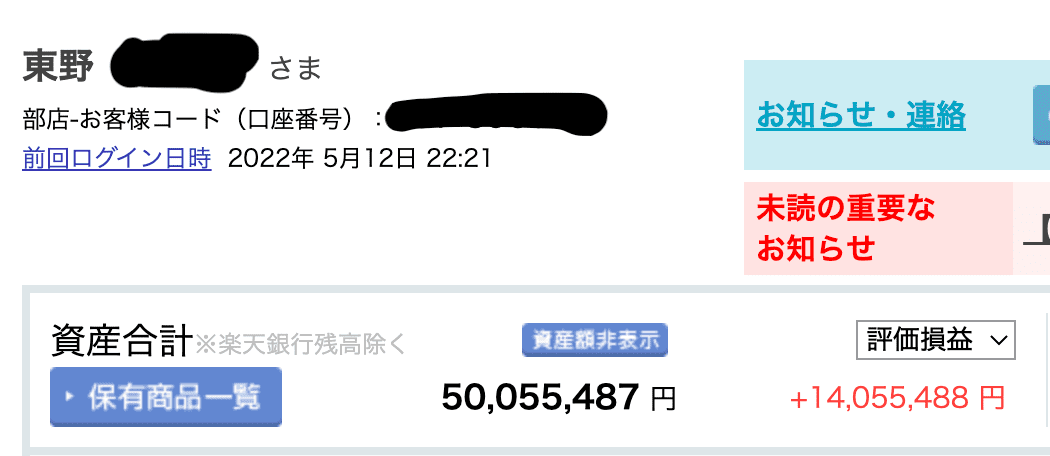 東野 さま
部店-お客様コード（口座番号）：
前回ログイン日時 2022年 5月12日 22:21
お知らせ・連絡
未読の重要な
お知らせ
資産合計※楽天銀行残高除く 資産額非表示 評価損益
保有商品一覧 50,055,487 円 +14,055,488 円